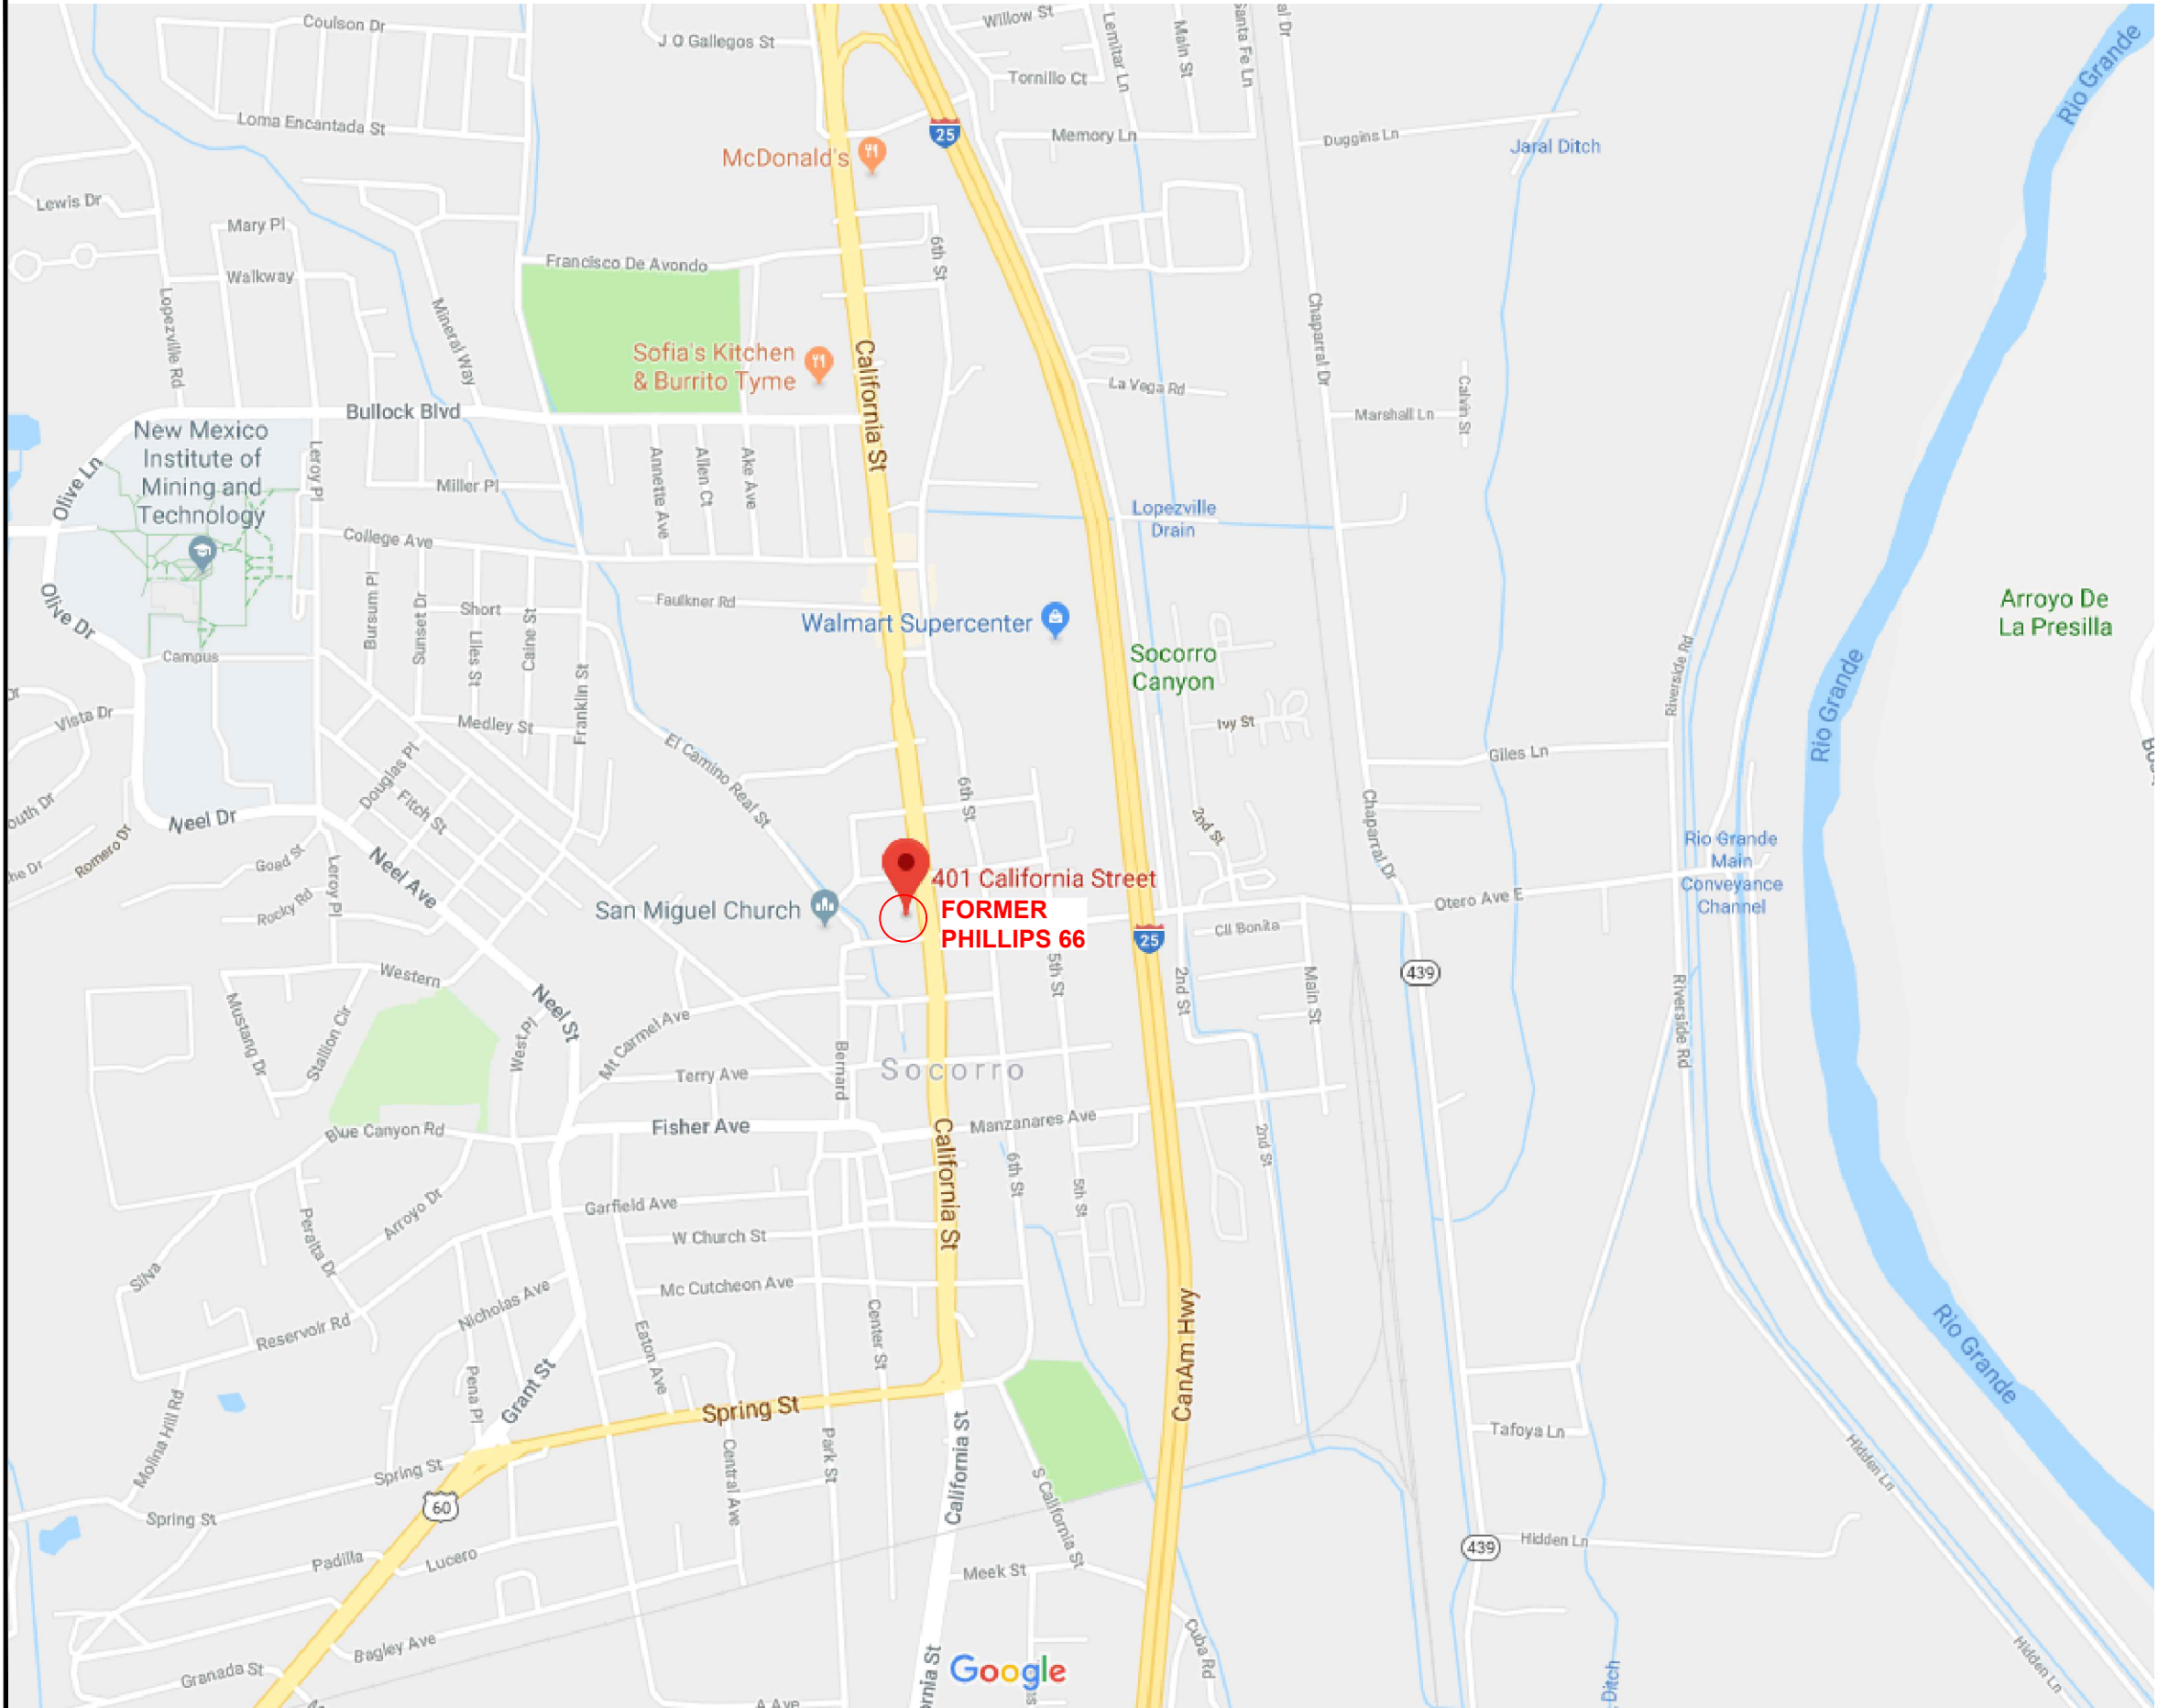 Coulson Dr
J O Gallegos St
Willow St
Lemitar Ln
Main St
Santa Fe Ln
al Dr
Rio Grande
Tornillo Ct
Loma Encantada St
25
Memory Ln
Duggins Ln
Jaral Ditch
McDonald's
Lewis Dr
Mary Pl
6th St
Francisco De Avondo
Walkway
Lopezville Rd
Mineral Way
Chaparral Dr
Sofia's Kitchen
& Burrito Tyme
California St
La Vega Rd
Calvin St
Marshall Ln
Bullock Blvd
New Mexico
Institute of
Mining and
Technology
Leroy Pl
Olive Ln
Miller Pl
Annette Ave
Allen Ct
Ake Ave
Lopezville
Drain
College Ave
Olive Dr
Bursum Pl
Sunset Dr
Short
Liles St
Caine St
Faulkner Rd
Walmart Supercenter
Arroyo De
La Presilla
Campus
Franklin St
Socorro
Canyon
Riverside Rd
Rio Grande
Vista Dr
Medley St
Ivy St
Giles Ln
El Camino Real St
Douglas Pl
Fitch St
6th St
2nd St
Chaparral Dr
outh Dr
Neel Dr
Romero Dr
he Dr
Goad St
Leroy Pl
Neel Ave
Rio Grande
Main
Conveyance
Channel
401 California Street
FORMER
PHILLIPS 66
San Miguel Church
Rocky Rd
Otero Ave E
Cll Bonita
25
Western
5th St
2nd St
Main St
439
Mustang Dr
Stallion Cir
Neel St
West Pl
Mt Carmel Ave
Riverside Rd
Bernard
Socorro
Terry Ave
Blue Canyon Rd
Fisher Ave
Manzanares Ave
California St
6th St
5th St
2nd St
Arroyo Dr
Peralta Dr
Garfield Ave
W Church St
Silva
Mc Cutcheon Ave
Nicholas Ave
Reservoir Rd
Center St
Eaton Ave
CanAm Hwy
Rio Grande
Pena Pl
Grant St
Spring St
Molina Hill Rd
Park St
Central Ave
California St
S California St
Tafoya Ln
Hidden Ln
Spring St
60
Spring St
439
Hidden Ln
Padilla
Lucero
Meek St
Bagley Ave
Granada St
Cuba Rd
Google
rnia St
Ditch
Hidden Ln
A Ave